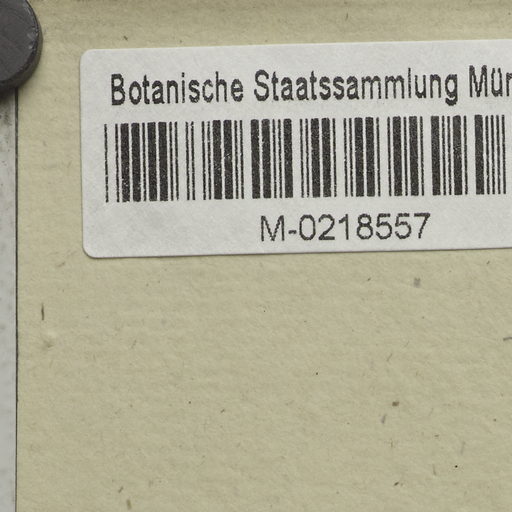 Botanische Staatssammlung Mün
M-0218557